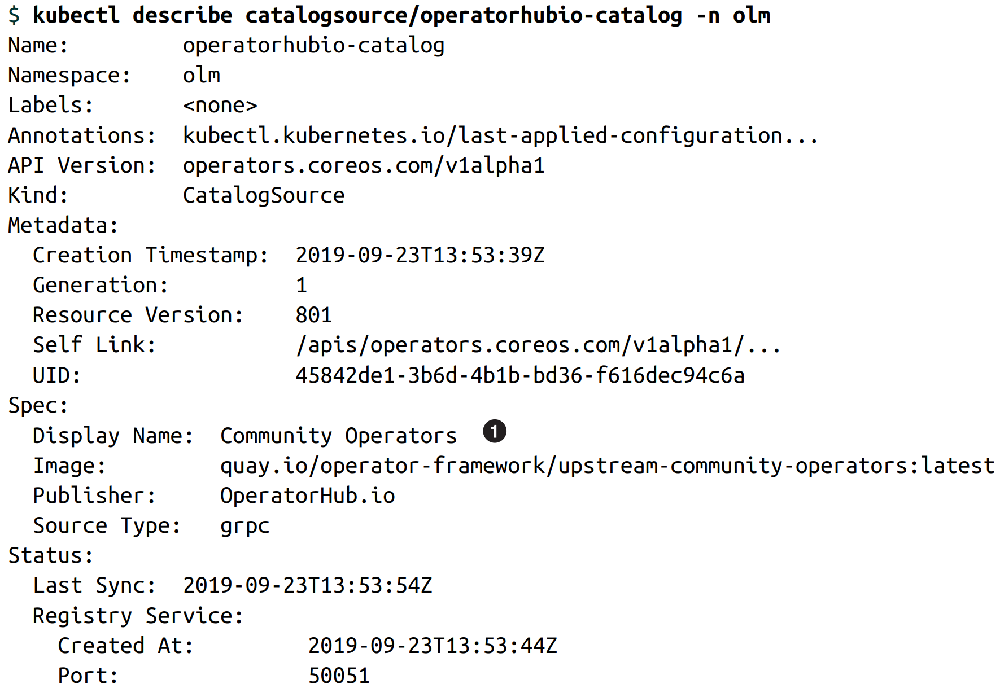 $ kubectl describe catalogsource/operatorhubio-catalog -n olm
Name:         operatorhubio-catalog
Namespace:    olm
Labels:       <none>
Annotations:  kubectl.kubernetes.io/last-applied-configuration...
API Version:  operators.coreos.com/v1alpha1
Kind:         CatalogSource
Metadata:
  Creation Timestamp:  2019-09-23T13:53:39Z
  Generation:          1
  Resource Version:    801
  Self Link:           /apis/operators.coreos.com/v1alpha1/...
  UID:                 45842de1-3b6d-4b1b-bd36-f616dec94c6a
Spec:
  Display Name:  Community Operators  ❶
  Image:         quay.io/operator-framework/upstream-community-operators:latest
  Publisher:     OperatorHub.io
  Source Type:   grpc
Status:
  Last Sync:  2019-09-23T13:53:54Z
  Registry Service:
    Created At:         2019-09-23T13:53:44Z
    Port:               50051